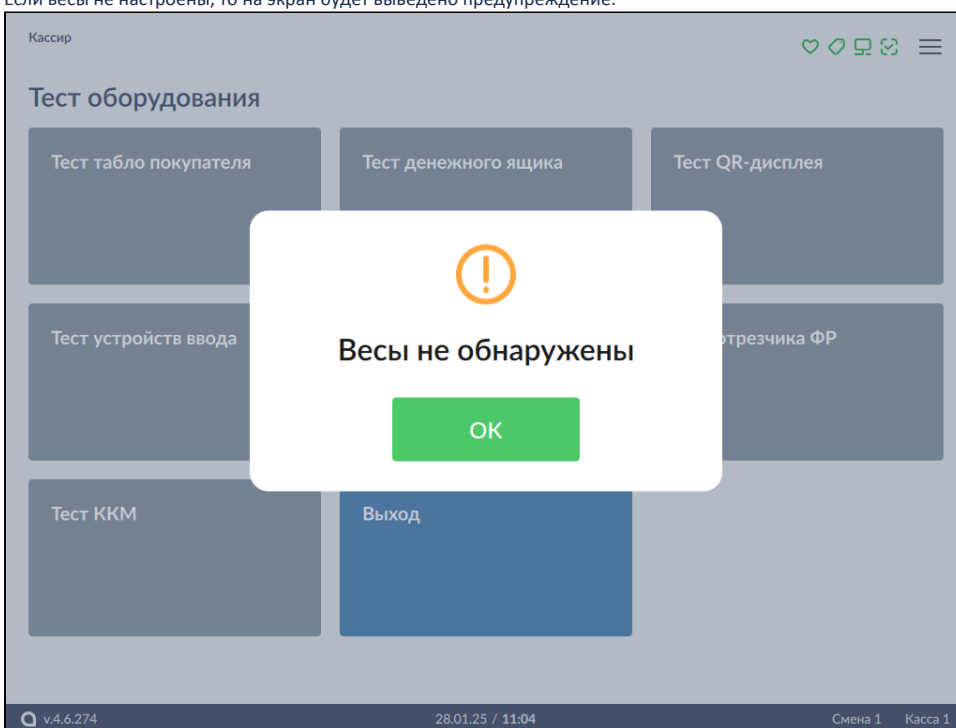 Если весы не настроены, то на экран будет выведено предупреждение:
Кассир
Тест оборудования
Тест табло покупателя
Тест денежного ящика
Тест QR-дисплея
Тест устройств ввода
отрезчика ФР
Весы не обнаружены
OK
Тест ККМ
Выход
v.4.6.274
28.01.25 / 11:04
Смена 1 Касса 1